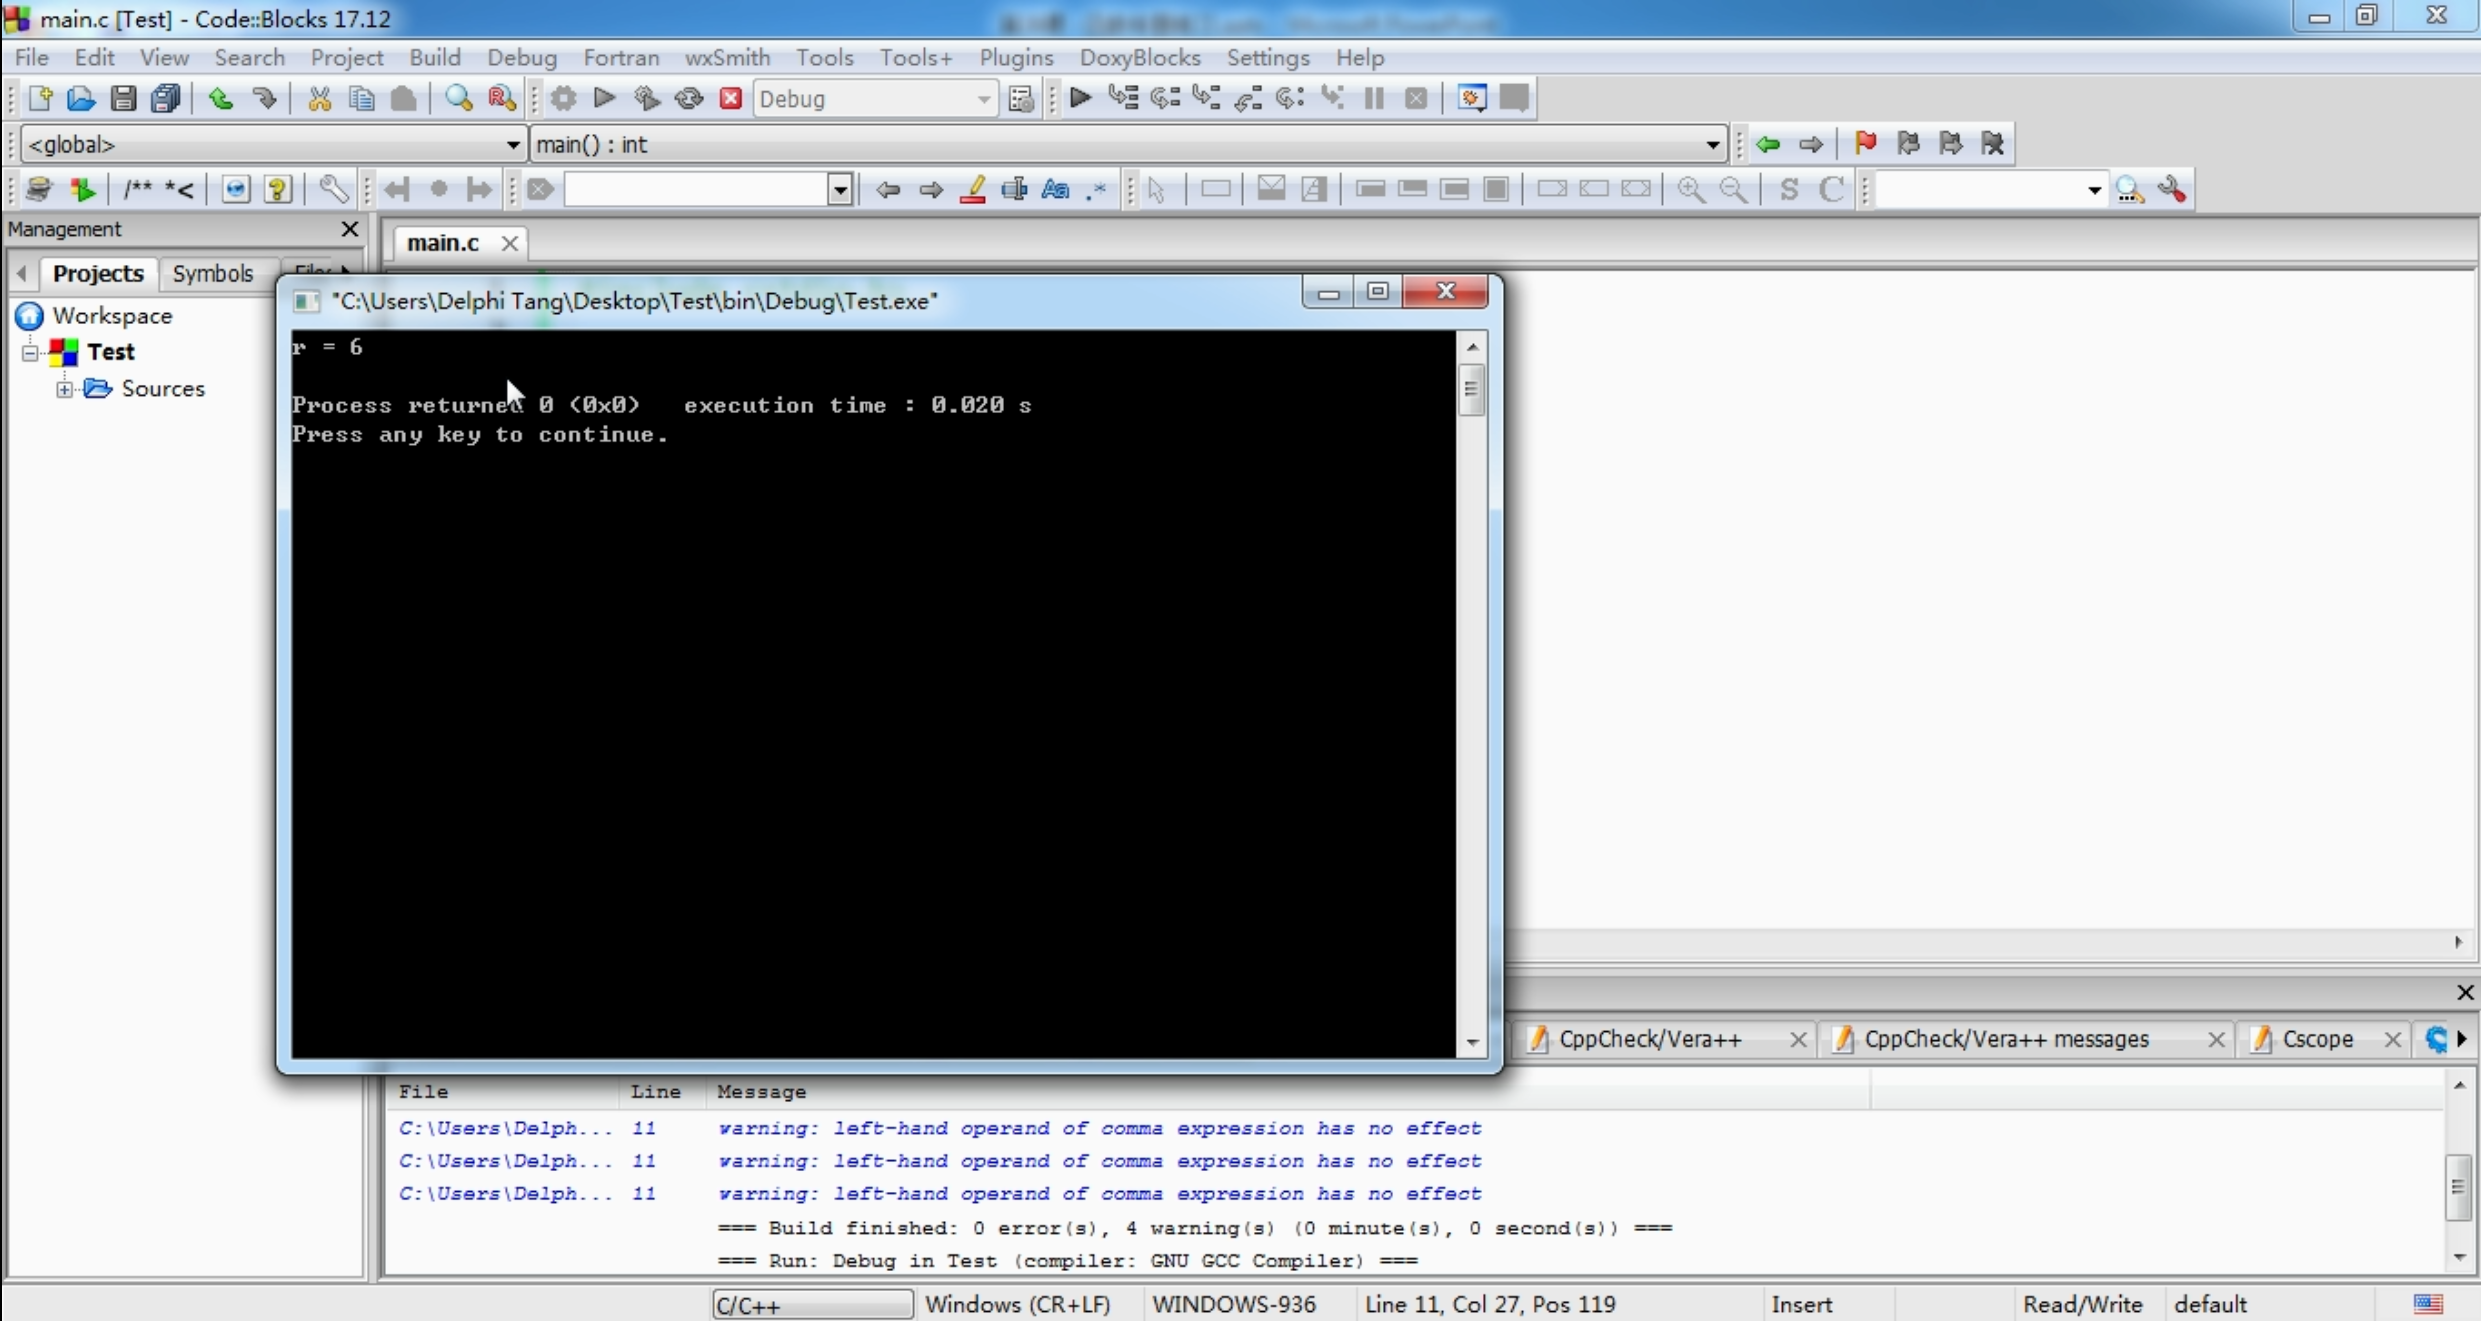 main.c [Test] - Code::Blocks 17.12
File Edit View Search Project Build Debug Fortran wxSmith Tools Tools+ Plugins DoxyBlocks Settings Help
Debug
<global> main() : int
/** *<
S C
Management
main.c
Projects Symbols
"C:\Users\Delphi Tang\Desktop\Test\bin\Debug\Test.exe"
Workspace
Test
Sources
r = 6
Process returned 0 (0x0) execution time : 0.020 s
Press any key to continue.
CppCheck/Vera++ CppCheck/Vera++ messages Cscope
File Line Message
C:\Users\Delph... 11 warning: left-hand operand of comma expression has no effect
C:\Users\Delph... 11 warning: left-hand operand of comma expression has no effect
C:\Users\Delph... 11 warning: left-hand operand of comma expression has no effect
=== Build finished: 0 error(s), 4 warning(s) (0 minute(s), 0 second(s)) ===
=== Run: Debug in Test (compiler: GNU GCC Compiler) ===
C/C++ Windows (CR+LF) WINDOWS-936 Line 11, Col 27, Pos 119 Insert Read/Write default